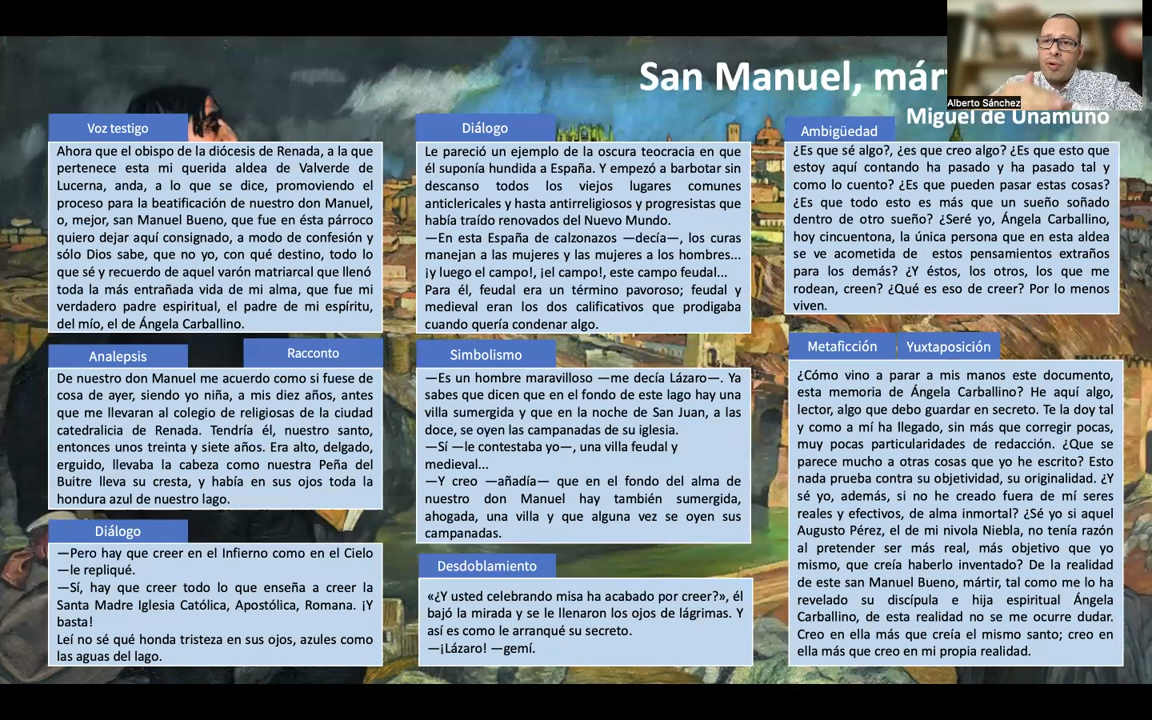 San Manuel, márt
Alberto Sánchez
Miguel de Unamuno
Voz testigo
Ahora que el obispo de la diócesis de Renada, a la que
pertenece esta mi querida aldea de Valverde de
Lucerna, anda, a lo que se dice, promoviendo el
proceso para la beatificación de nuestro don Manuel,
o, mejor, san Manuel Bueno, que fue en ésta párroco
quiero dejar aquí consignado, a modo de confesión y
sólo Dios sabe, que no yo, con qué destino, todo lo
que sé y recuerdo de aquel varón matriarcal que llenó
toda la más entrañada vida de mi alma, que fue mi
verdadero padre espiritual, el padre de mi espíritu,
del mío, el de Ángela Carballino.
Analepsis
Racconto
De nuestro don Manuel me acuerdo como si fuese de
cosa de ayer, siendo yo niña, a mis diez años, antes
que me llevaran al colegio de religiosas de la ciudad
catedralicia de Renada. Tendría él, nuestro santo,
entonces unos treinta y siete años. Era alto, delgado,
erguido, llevaba la cabeza como nuestra Peña del
Buitre lleva su cresta, y había en sus ojos toda la
hondura azul de nuestro lago.
Diálogo
—Pero hay que creer en el Infierno como en el Cielo
—le repliqué.
—Sí, hay que creer todo lo que enseña a creer la
Santa Madre Iglesia Católica, Apostólica, Romana. ¡Y
basta!
Leí no sé qué honda tristeza en sus ojos, azules como
las aguas del lago.
Diálogo
Le pareció un ejemplo de la oscura teocracia en que
él suponía hundida a España. Y empezó a barbotar sin
descanso todos los viejos lugares comunes
anticlericales y hasta antirreligiosos y progresistas que
había traído renovados del Nuevo Mundo.
—En esta España de calzonazos —decía—, los curas
manejan a las mujeres y las mujeres a los hombres...
¡y luego el campo!, ¡el campo!, este campo feudal...
Para él, feudal era un término pavoroso; feudal y
medieval eran los dos calificativos que prodigaba
cuando quería condenar algo.
Simbolismo
—Es un hombre maravilloso —me decía Lázaro—. Ya
sabes que dicen que en el fondo de este lago hay una
villa sumergida y que en la noche de San Juan, a las
doce, se oyen las campanadas de su iglesia.
—Sí —le contestaba yo—, una villa feudal y
medieval...
—Y creo —añadía— que en el fondo del alma de
nuestro don Manuel hay también sumergida,
ahogada, una villa y que alguna vez se oyen sus
campanadas.
Desdoblamiento
«¿Y usted celebrando misa ha acabado por creer?», él
bajó la mirada y se le llenaron los ojos de lágrimas. Y
así es como le arranqué su secreto.
—¡Lázaro! —gemí.
Ambigüedad
¿Es que sé algo?, ¿es que creo algo? ¿Es que esto que
estoy aquí contando ha pasado y ha pasado tal y
como lo cuento? ¿Es que pueden pasar estas cosas?
¿Es que todo esto es más que un sueño soñado
dentro de otro sueño? ¿Seré yo, Ángela Carballino,
hoy cincuentona, la única persona que en esta aldea
se ve acometida de estos pensamientos extraños
para los demás? ¿Y éstos, los otros, los que me
rodean, creen? ¿Qué es eso de creer? Por lo menos
viven.
Metaficción
Yuxtaposición
¿Cómo vino a parar a mis manos este documento,
esta memoria de Ángela Carballino? He aquí algo,
lector, algo que debo guardar en secreto. Te la doy tal
y como a mí ha llegado, sin más que corregir pocas,
muy pocas particularidades de redacción. ¿Que se
parece mucho a otras cosas que yo he escrito? Esto
nada prueba contra su objetividad, su originalidad. ¿Y
sé yo, además, si no he creado fuera de mí seres
reales y efectivos, de alma inmortal? ¿Sé yo si aquel
Augusto Pérez, el de mi nivola Niebla, no tenía razón
al pretender ser más real, más objetivo que yo
mismo, que creía haberlo inventado? De la realidad
de este san Manuel Bueno, mártir, tal como me lo ha
revelado su discípula e hija espiritual Ángela
Carballino, de esta realidad no se me ocurre dudar.
Creo en ella más que creía el mismo santo; creo en
ella más que creo en mi propia realidad.